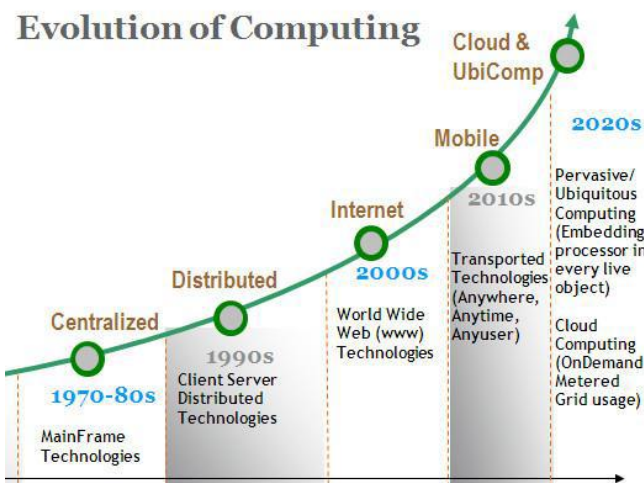 Evolution of Computing
Cloud &
UbiComp
2020s
Pervasive/
Ubiquitous
Computing
(Embedding
processor in
every live
object)
Cloud
Computing
(OnDemand
Metered
Grid usage)
Mobile
2010s
Transported
Technologies
(Anywhere,
Anytime,
Anyuser)
Internet
2000s
World Wide
Web (www)
Technologies
Distributed
1990s
Client Server
Distributed
Technologies
Centralized
1970-80s
MainFrame
Technologies